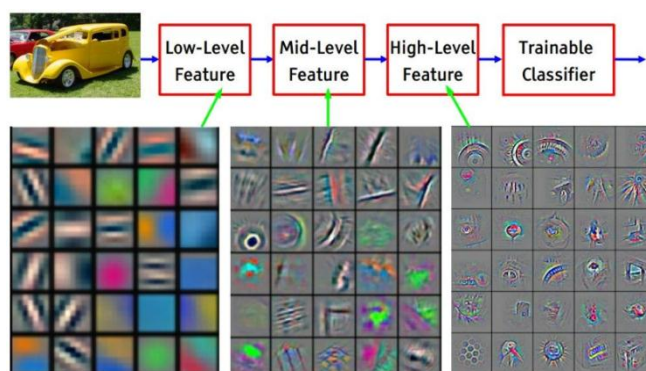 Low-Level
Feature
Mid-Level
Feature
High-Level
Feature
Trainable
Classifier